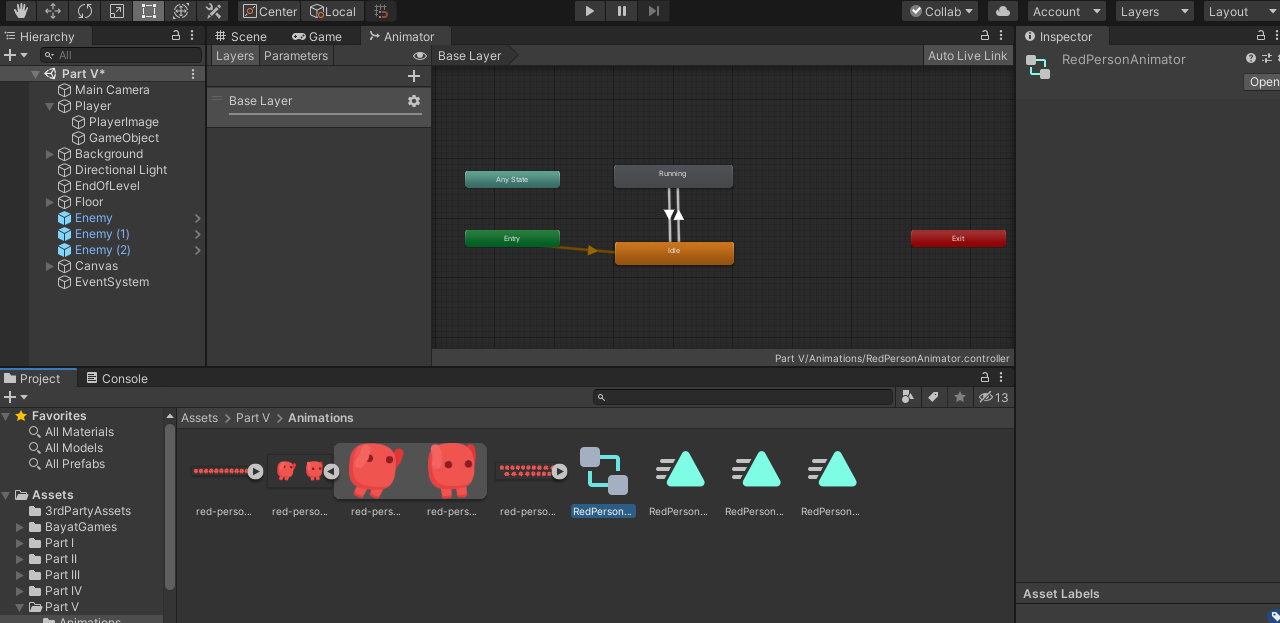 Center Local Collab Account Layers Layout
Hierarchy
All
Part V*
Main Camera
Player
PlayerImage
GameObject
Background
Directional Light
EndOfLevel
Floor
Enemy
Enemy (1)
Enemy (2)
Canvas
EventSystem
Scene Game Animator
Layers Parameters Base Layer Auto Live Link
Base Layer
Any State
Running
Entry
Idle
Exit
Part V/Animations/RedPersonAnimator.controller
Inspector
RedPersonAnimator
Open
Project Console
13
Favorites
All Materials
All Models
All Prefabs
Assets
3rdPartyAssets
BayatGames
Part I
Part II
Part III
Part IV
Part V
Animations
Assets > Part V > Animations
red-perso... red-perso... red-pers... red-pers... red-perso... RedPerson... RedPerson... RedPerson... RedPerson...
Asset Labels